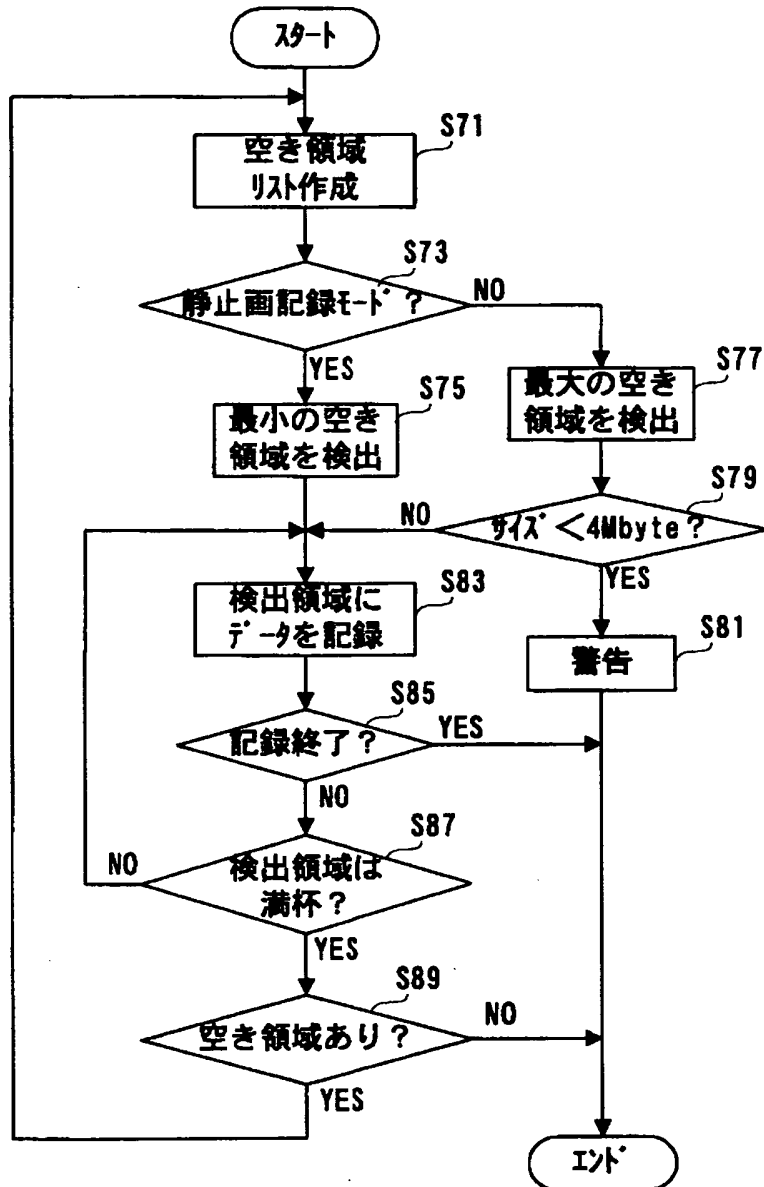 スタート
S71
空き領域
リスト作成
S73
静止画記録モード?
NO
YES
S75
最小の空き
領域を検出
S77
最大の空き
領域を検出
S79
サイズ<4Mbyte?
NO
YES
S81
警告
S83
検出領域に
データを記録
S85
記録終了?
YES
NO
S87
検出領域は
満杯?
NO
YES
S89
空き領域あり?
NO
YES
エンド